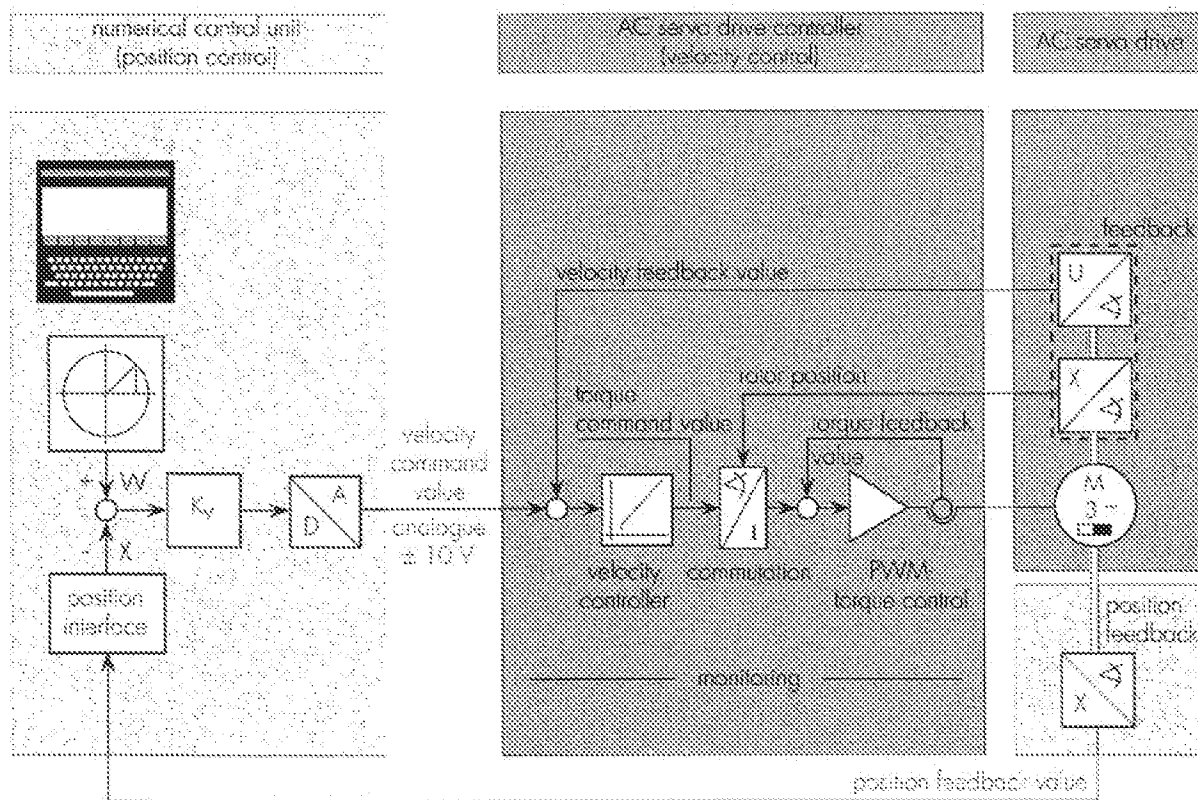 numerical control unit
(position control)
AC servo drive controller
(velocity control)
AC servo drive
feedback
U
velocity feedback value
X
rotor position
torque
command value
torque feedback
value
velocity
command
value
analogue
± 10 V
+ W
Kv
A
D
- X
position
interface
I
M
3 ~
velocity
controller
commutation
PWM
torque control
monitoring
position
feedback
X
position feedback value